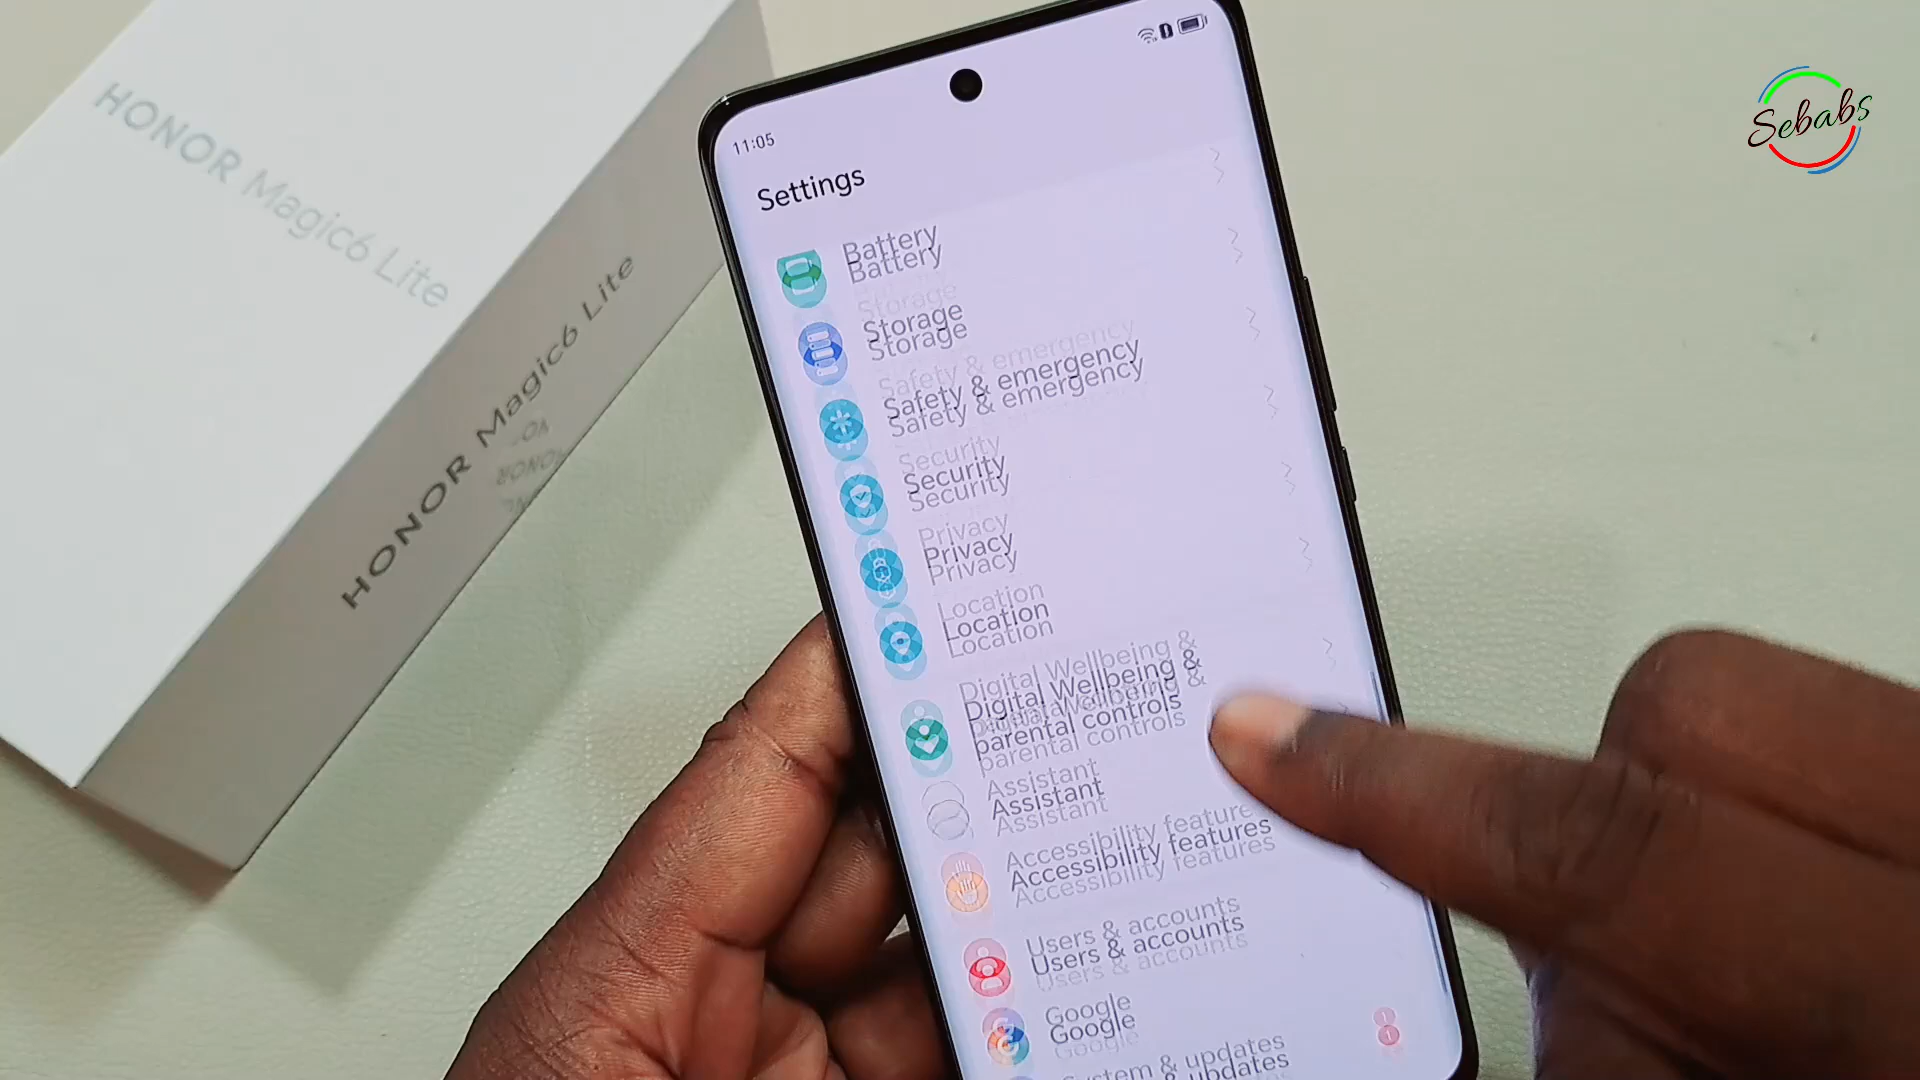 HONOR Magic6 Lite
HONOR Magic6 Lite
Sebabs
11:05
Settings
Battery
Storage
Safety & emergency
Security
Privacy
Location
Digital Wellbeing &
parental controls
Assistant
Accessibility features
Users & accounts
Google
1
System & updates